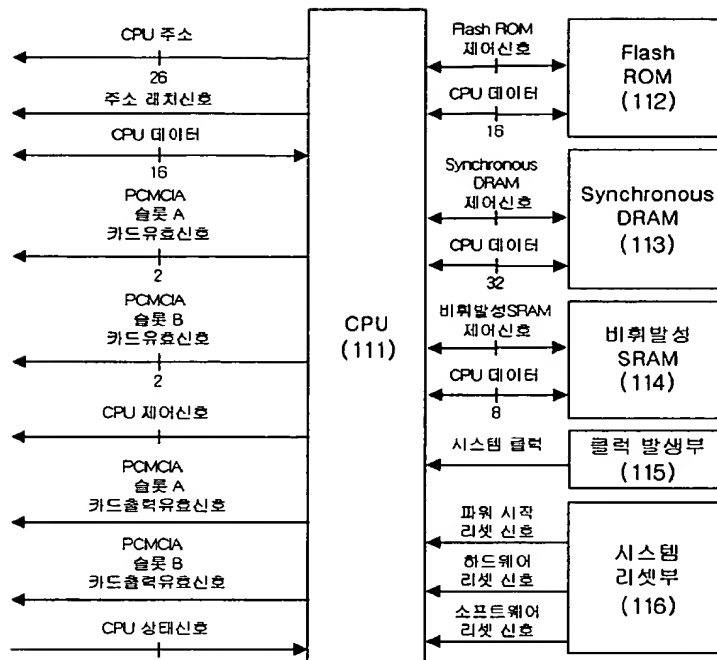 CPU 주소
26
주소 래치신호
CPU 데이터
16
PCMCIA
슬롯 A
카드유효신호
2
PCMCIA
슬롯 B
카드유효신호
2
CPU 제어신호
PCMCIA
슬롯 A
카드출력유효신호
PCMCIA
슬롯 B
카드출력유효신호
CPU 상태신호
CPU
(111)
Flash ROM
제어신호
CPU 데이터
16
Synchronous
DRAM
제어신호
CPU 데이터
32
비휘발성SRAM
제어신호
CPU 데이터
8
시스템 클럭
파워 시작
리셋 신호
하드웨어
리셋 신호
소프트웨어
리셋 신호
Flash
ROM
(112)
Synchronous
DRAM
(113)
비휘발성
SRAM
(114)
클럭 발생부
(115)
시스템
리셋부
(116)